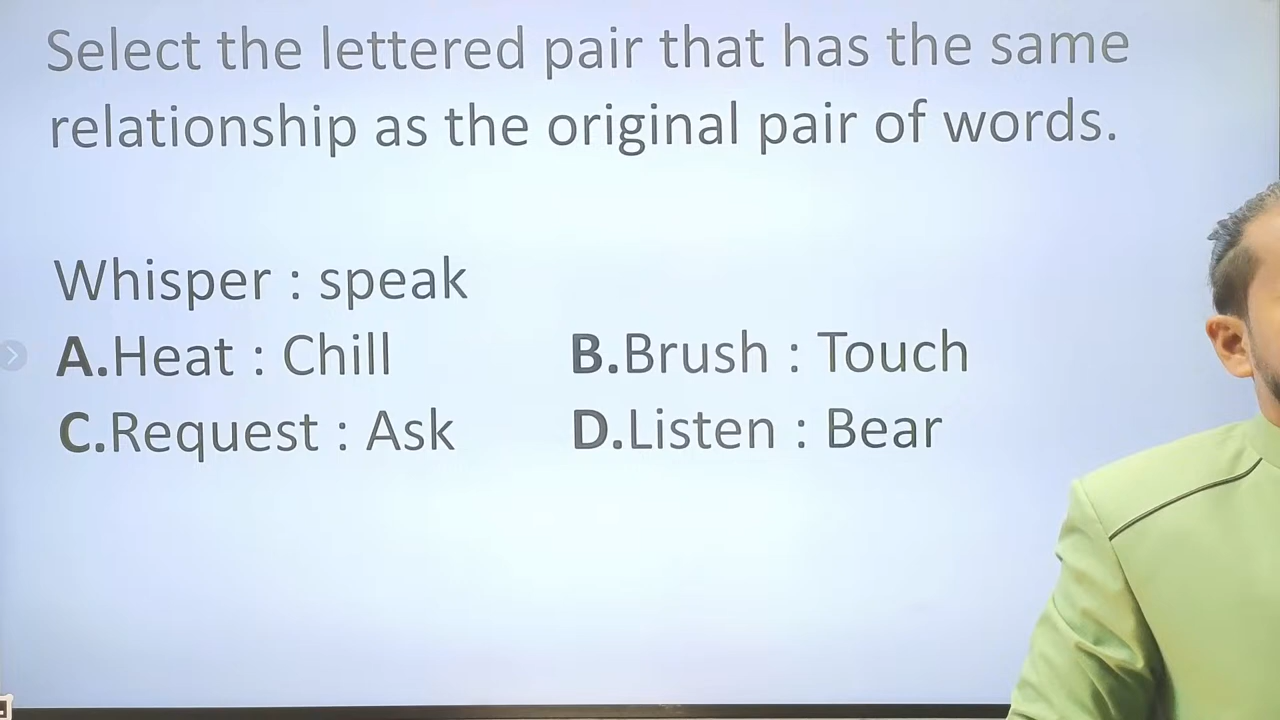 Select the lettered pair that has the same
relationship as the original pair of words.
Whisper : speak
A.Heat : Chill B.Brush : Touch
C.Request : Ask D.Listen : Bear